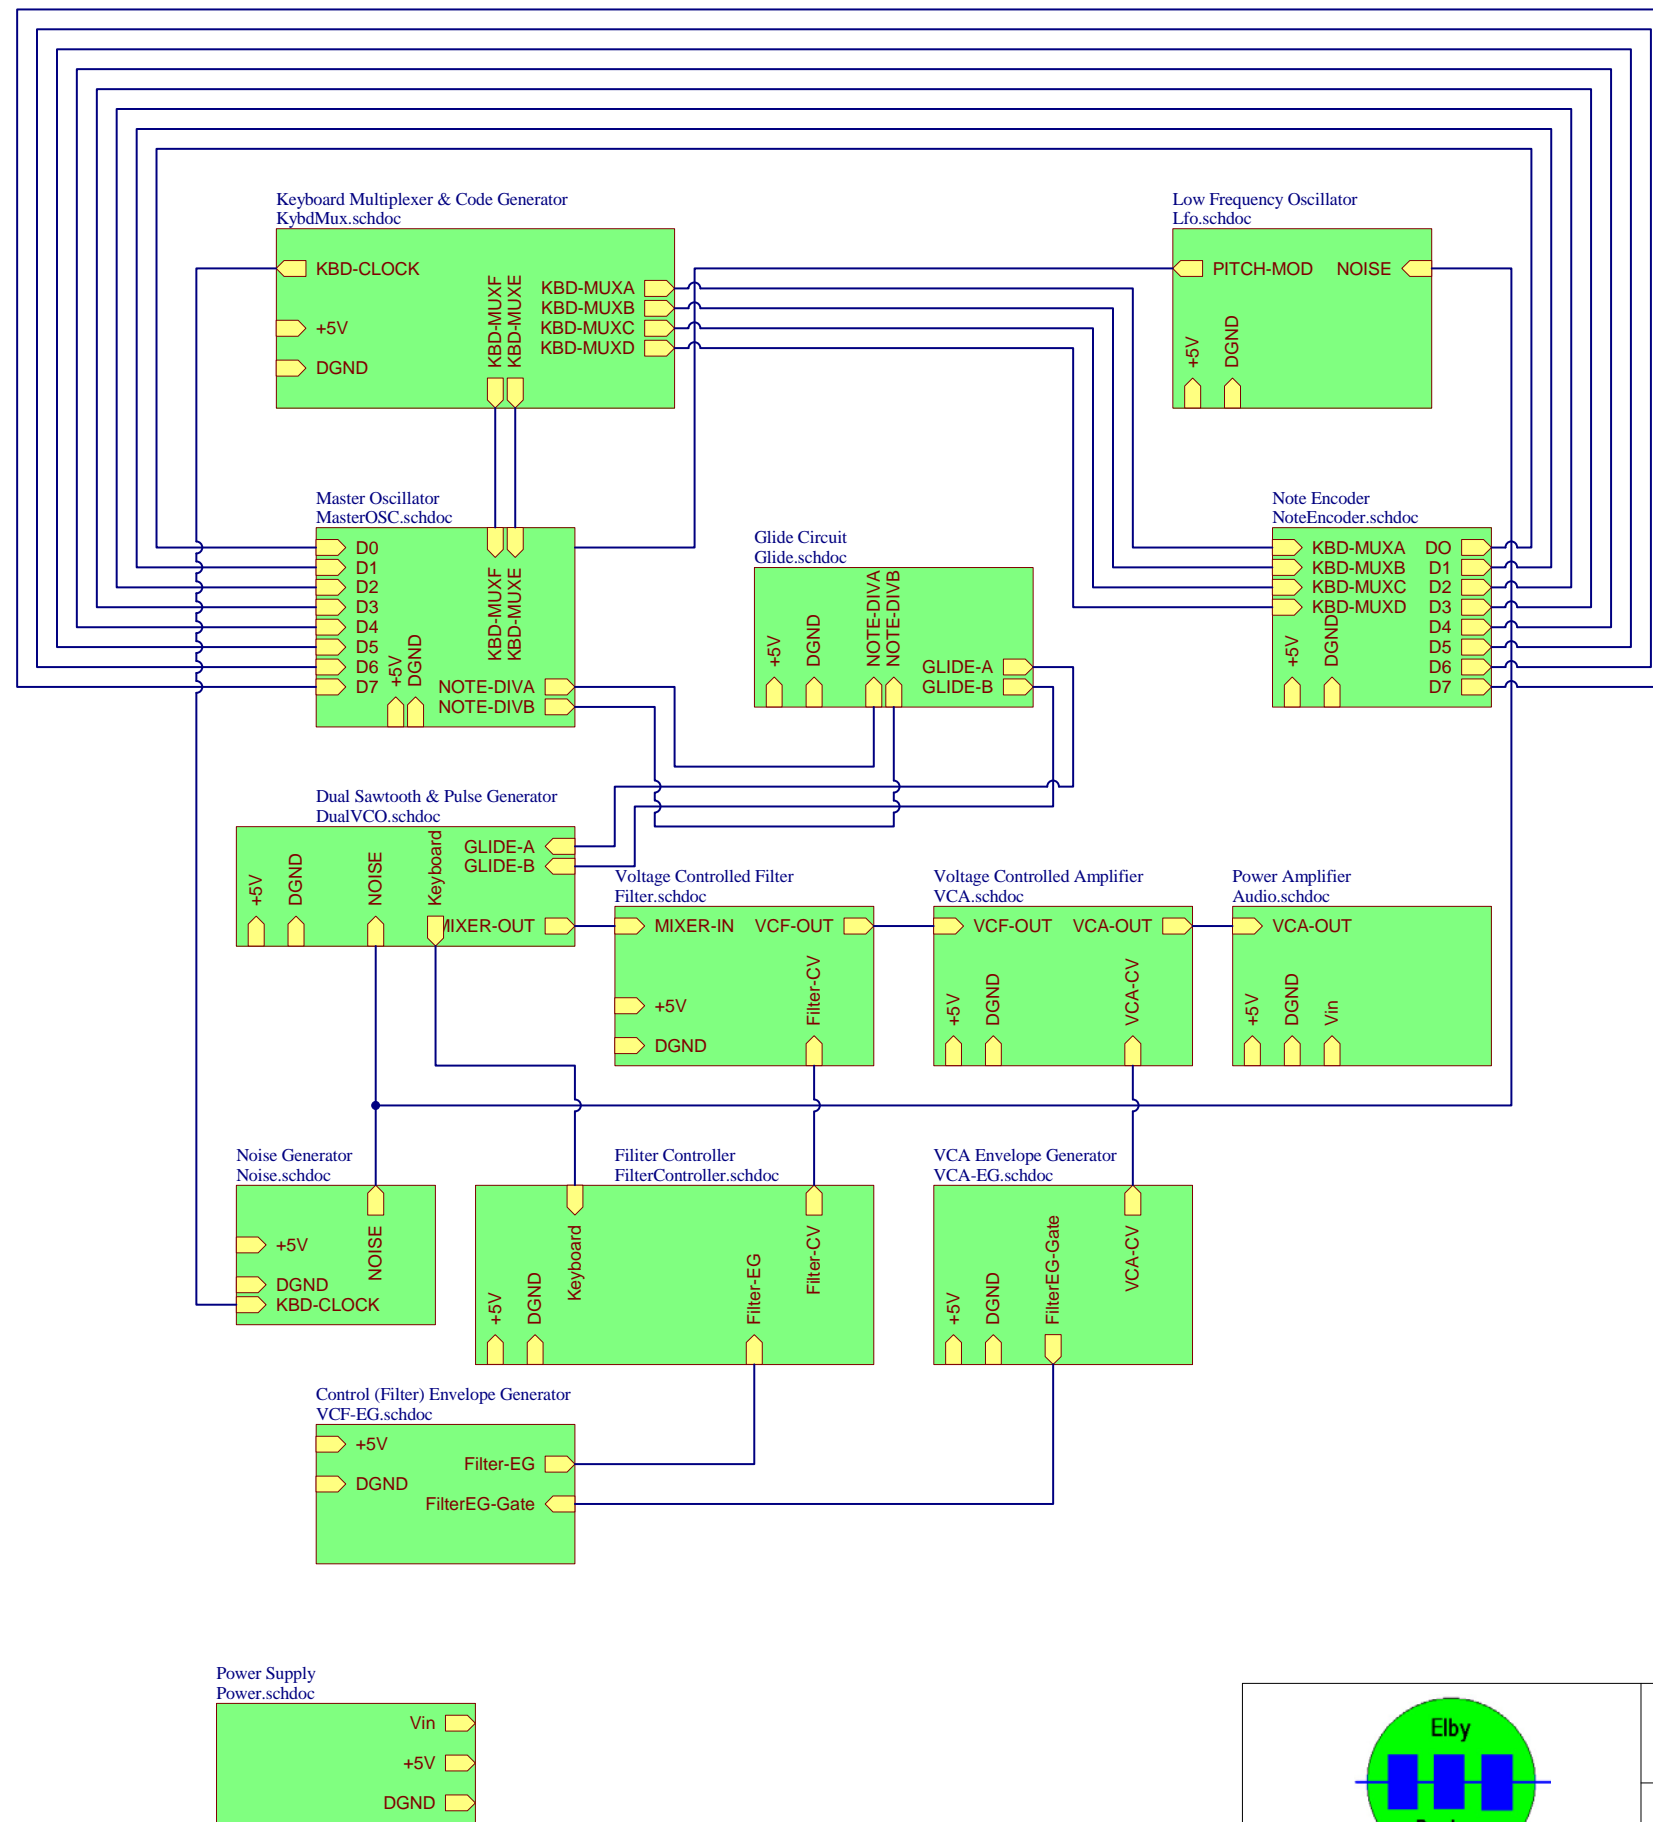 Keyboard Multiplexer & Code Generator
KybdMux.schdoc
KBD-CLOCK
+5V
DGND
KBD-MUXF
KBD-MUXE
KBD-MUXA
KBD-MUXB
KBD-MUXC
KBD-MUXD
Low Frequency Oscillator
Lfo.schdoc
PITCH-MOD
NOISE
+5V
DGND
Master Oscillator
MasterOSC.schdoc
D0
D1
D2
D3
D4
D5
D6
D7
+5V
DGND
KBD-MUXF
KBD-MUXE
NOTE-DIVA
NOTE-DIVB
Glide Circuit
Glide.schdoc
+5V
DGND
NOTE-DIVA
NOTE-DIVB
GLIDE-A
GLIDE-B
Note Encoder
NoteEncoder.schdoc
KBD-MUXA
KBD-MUXB
KBD-MUXC
KBD-MUXD
+5V
DGND
DO
D1
D2
D3
D4
D5
D6
D7
Dual Sawtooth & Pulse Generator
DualVCO.schdoc
+5V
DGND
NOISE
Keyboard
GLIDE-A
GLIDE-B
MIXER-OUT
Voltage Controlled Filter
Filter.schdoc
MIXER-IN
VCF-OUT
+5V
DGND
Filter-CV
Voltage Controlled Amplifier
VCA.schdoc
VCF-OUT
VCA-OUT
+5V
DGND
VCA-CV
Power Amplifier
Audio.schdoc
VCA-OUT
+5V
DGND
Vin
Noise Generator
Noise.schdoc
+5V
DGND
KBD-CLOCK
NOISE
Filiter Controller
FilterController.schdoc
+5V
DGND
Keyboard
Filter-EG
Filter-CV
VCA Envelope Generator
VCA-EG.schdoc
+5V
DGND
FilterEG-Gate
VCA-CV
Control (Filter) Envelope Generator
VCF-EG.schdoc
+5V
DGND
Filter-EG
FilterEG-Gate
Power Supply
Power.schdoc
Vin
+5V
DGND
Elby